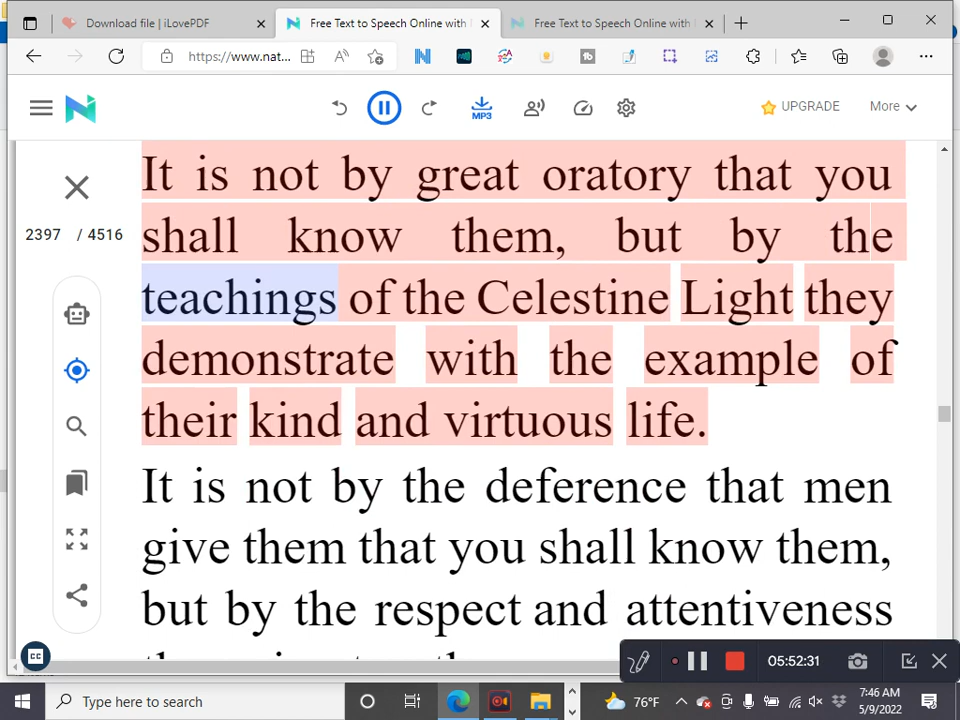 Download file | iLovePDF
Free Text to Speech Online with
Free Text to Speech Online with
https://www.nat...
MP3
UPGRADE
More
It is not by great oratory that you
shall know them, but by the
teachings of the Celestine Light they
demonstrate with the example of
their kind and virtuous life.
It is not by the deference that men
give them that you shall know them,
but by the respect and attentiveness
2397 / 4516
CC
05:52:31
Type here to search
76°F
7:46 AM
5/9/2022